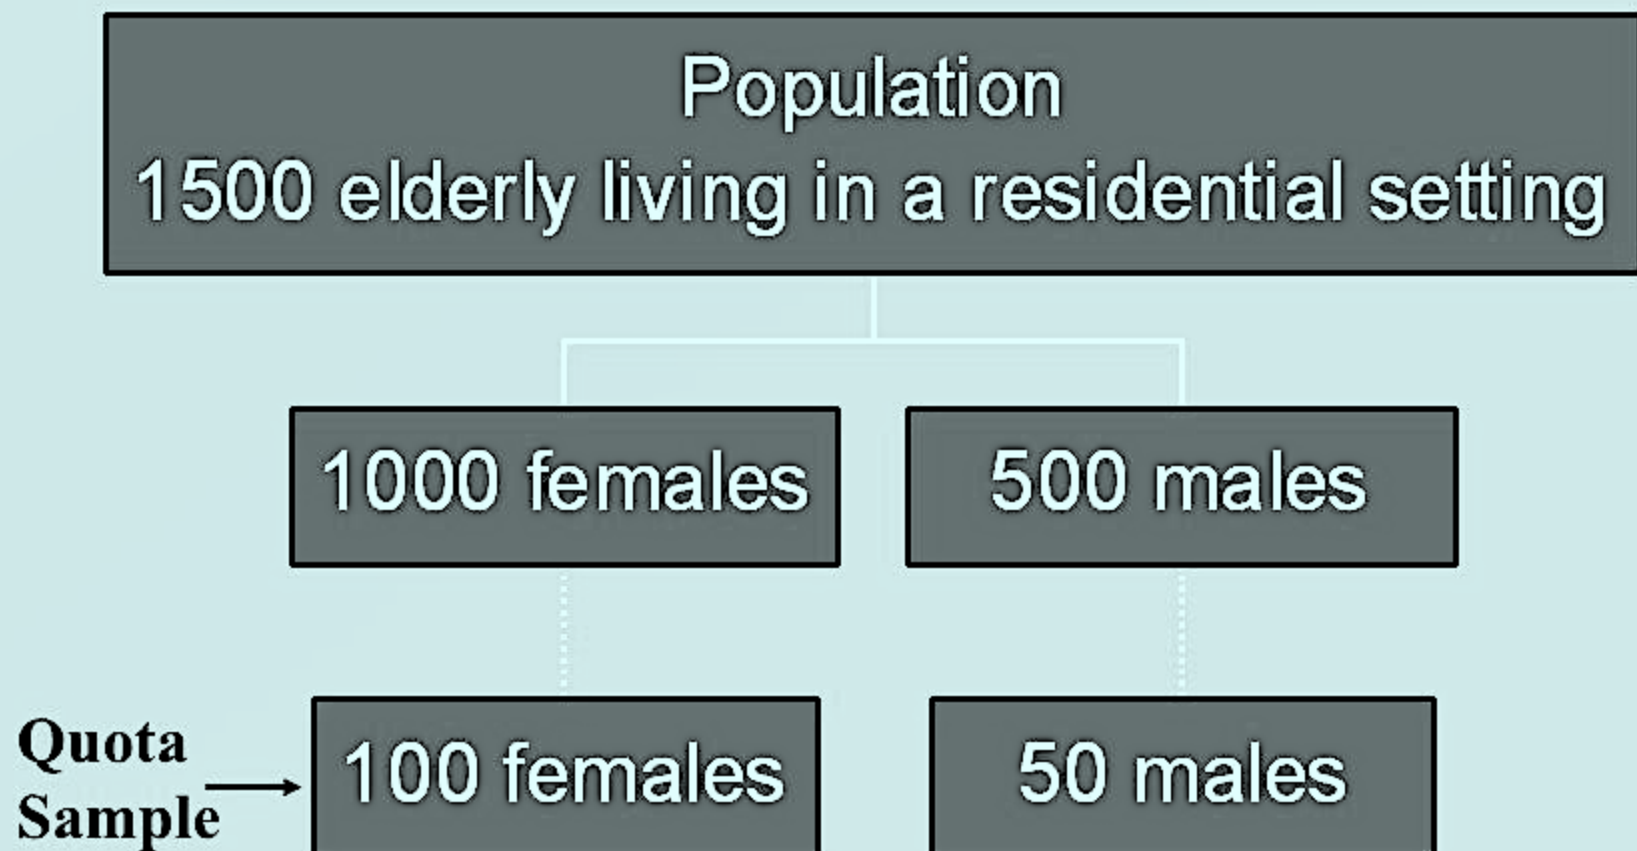 Population
1500 elderly living in a residential setting
1000 females
500 males
Quota
Sample
100 females
50 males